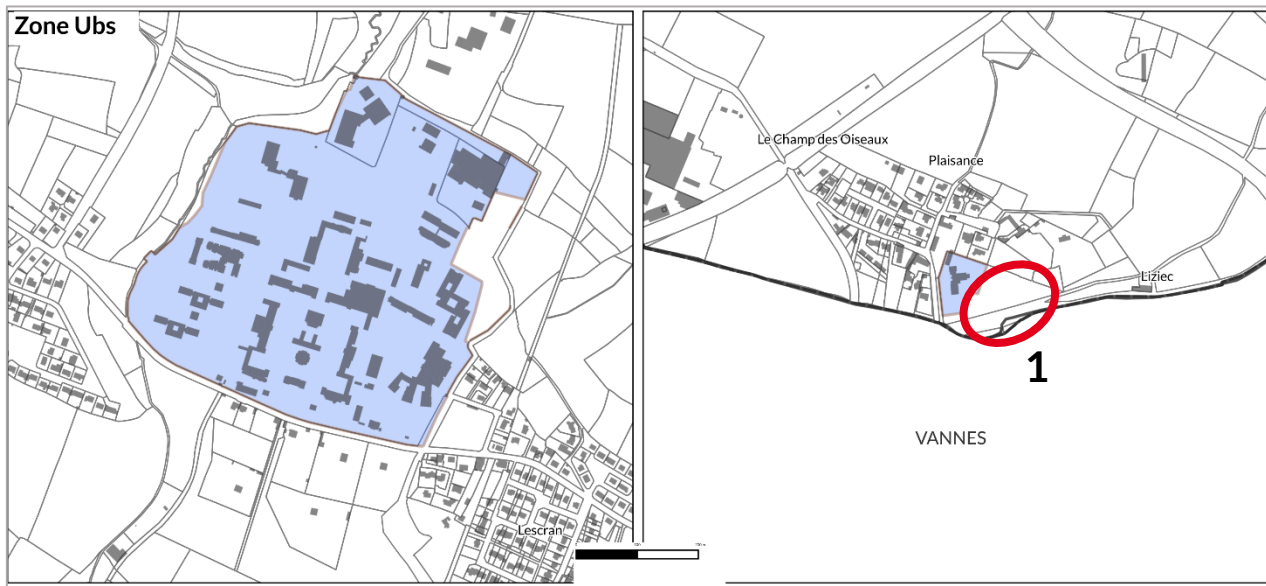 Zone Ubs
Le Champ des Oiseaux
Plaisance
Liziec
1
VANNES
Lescran